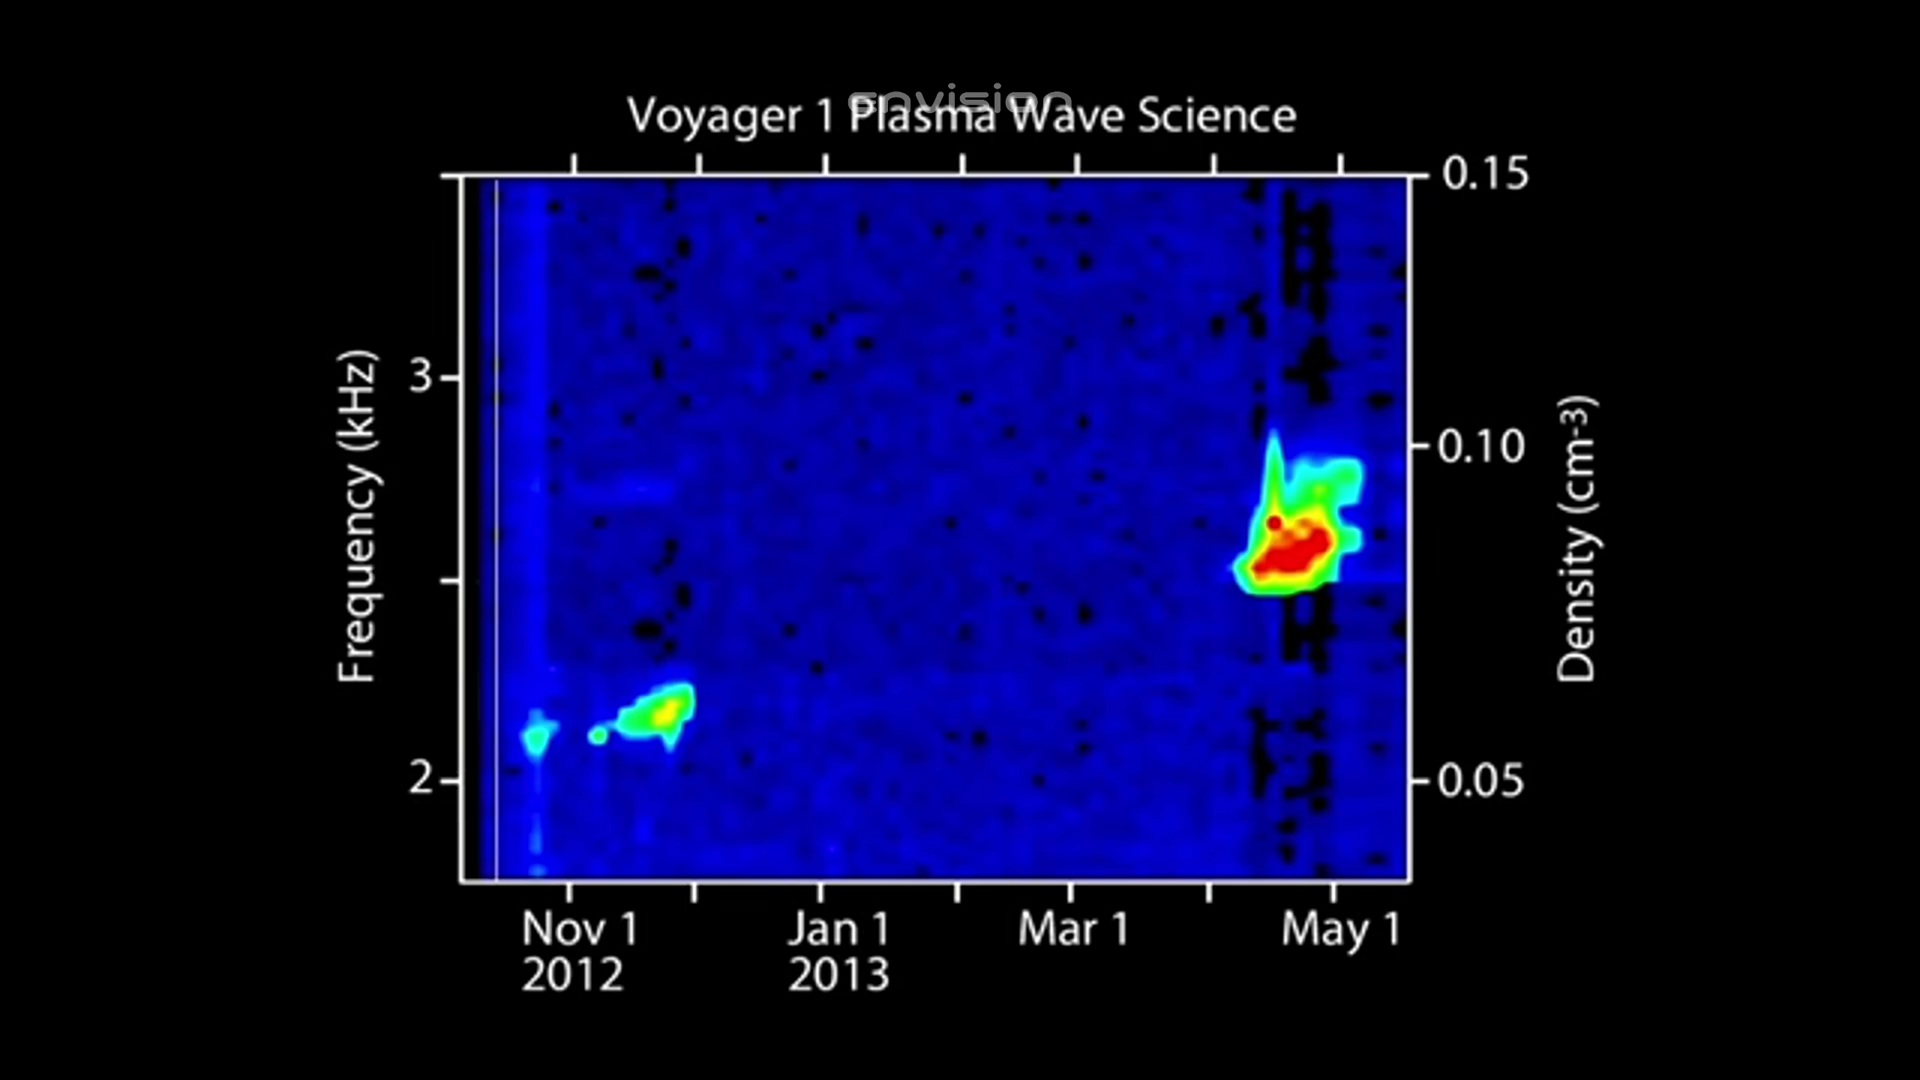 envision
Voyager 1 Plasma Wave Science
0.15
0.10
0.05
3
2
Frequency (kHz)
Density (cm-3)
Nov 1
2012
Jan 1
2013
Mar 1
May 1